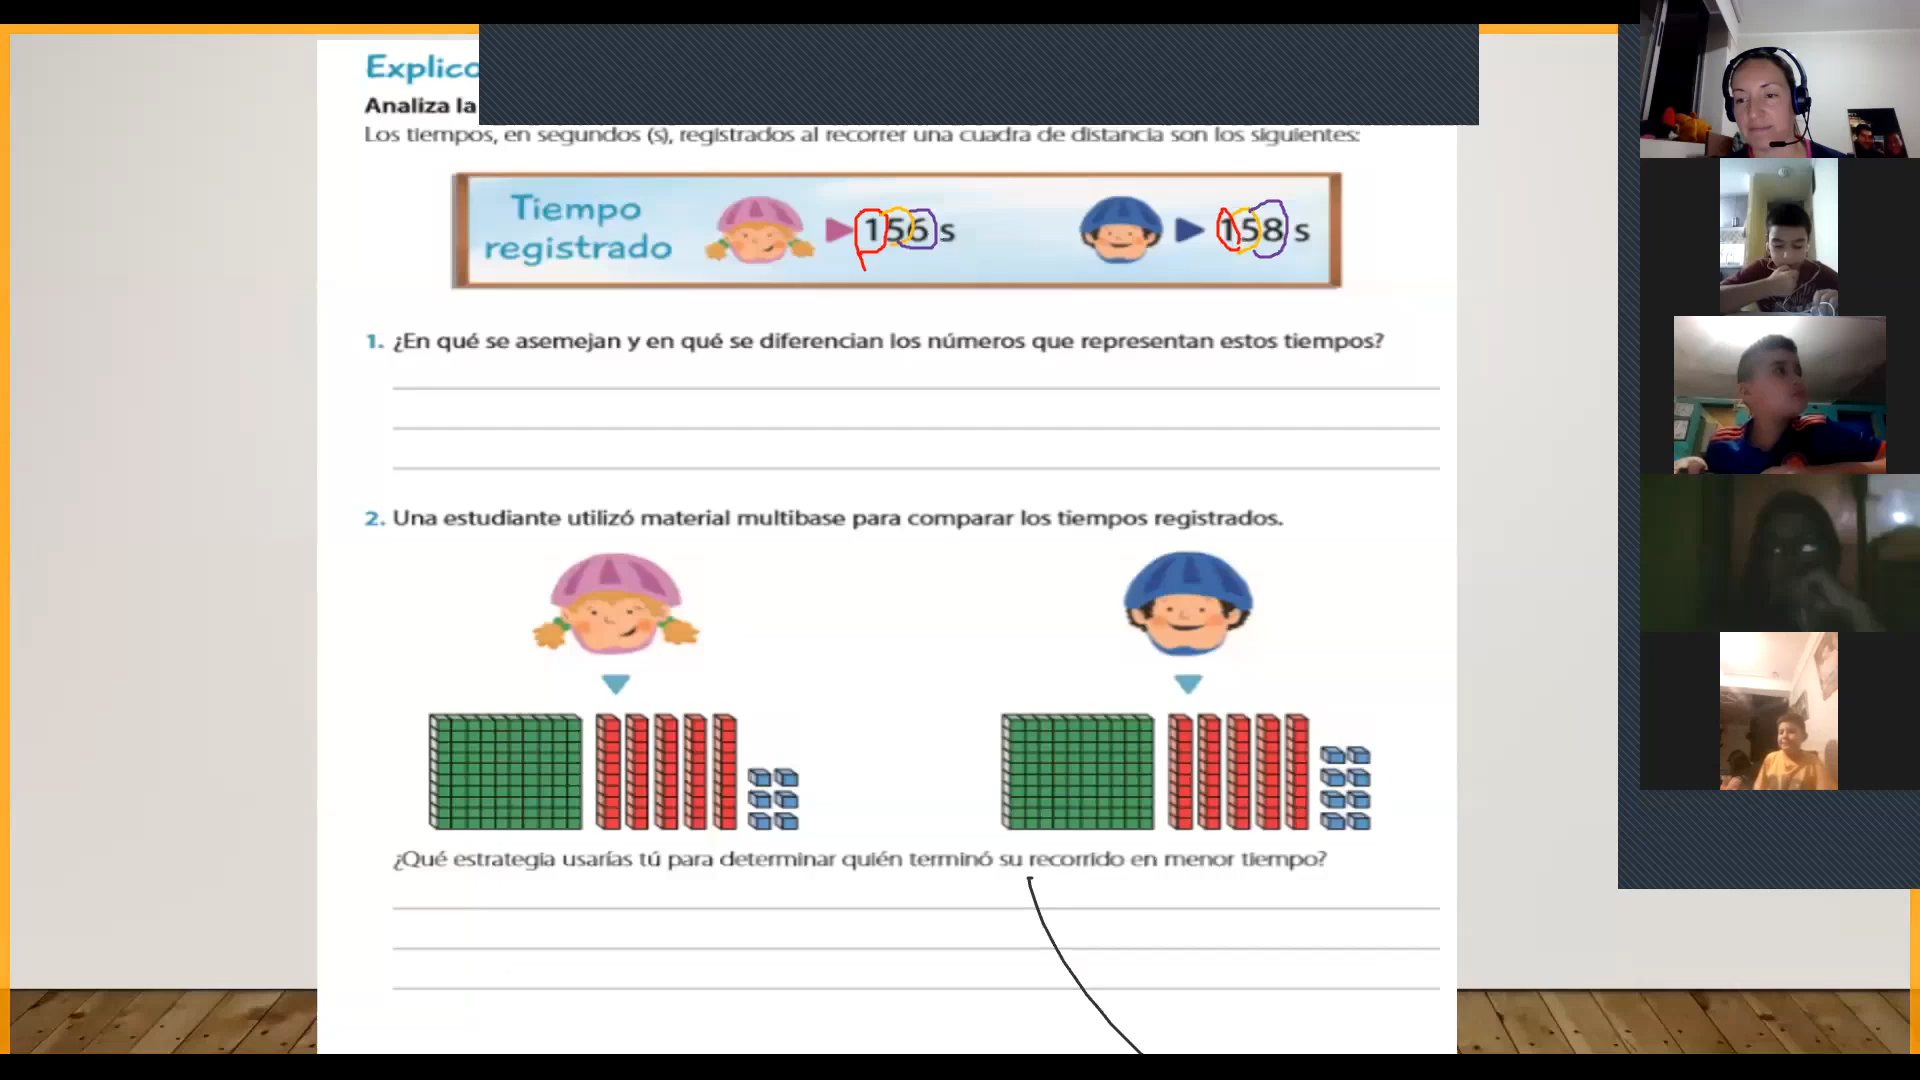 Explico
Analiza la
Los tiempos, en segundos (s), registrados al recorrer una cuadra de distancia son los siguientes:
Tiempo registrado
156 s
158 s
1. ¿En qué se asemejan y en qué se diferencian los números que representan estos tiempos?
2. Una estudiante utilizó material multibase para comparar los tiempos registrados.
¿Qué estrategia usarías tú para determinar quién terminó su recorrido en menor tiempo?